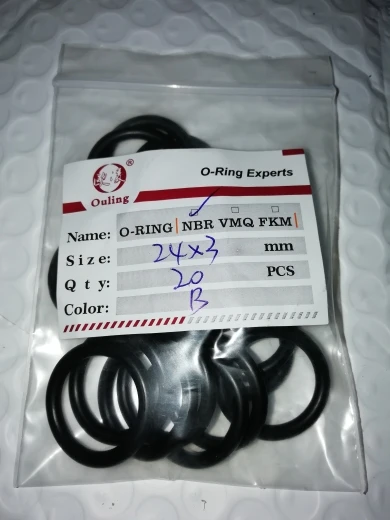 O-Ring Experts
Ouling
Name: O-RING NBR VMQ FKM
Size: 24x3 mm
Qty: 20 PCS
Color: B